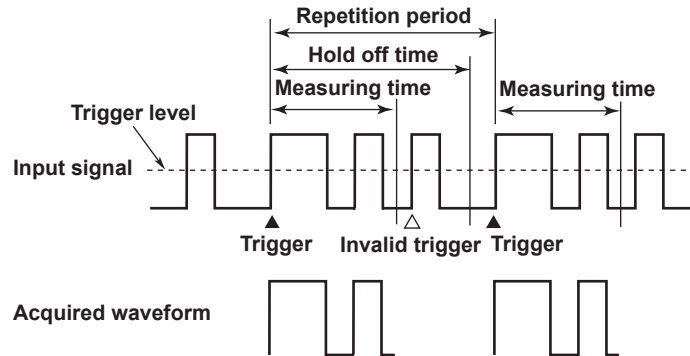 Repetition period
Hold off time
Measuring time
Measuring time
Trigger level
Input signal
Trigger
Invalid trigger
Trigger
Acquired waveform